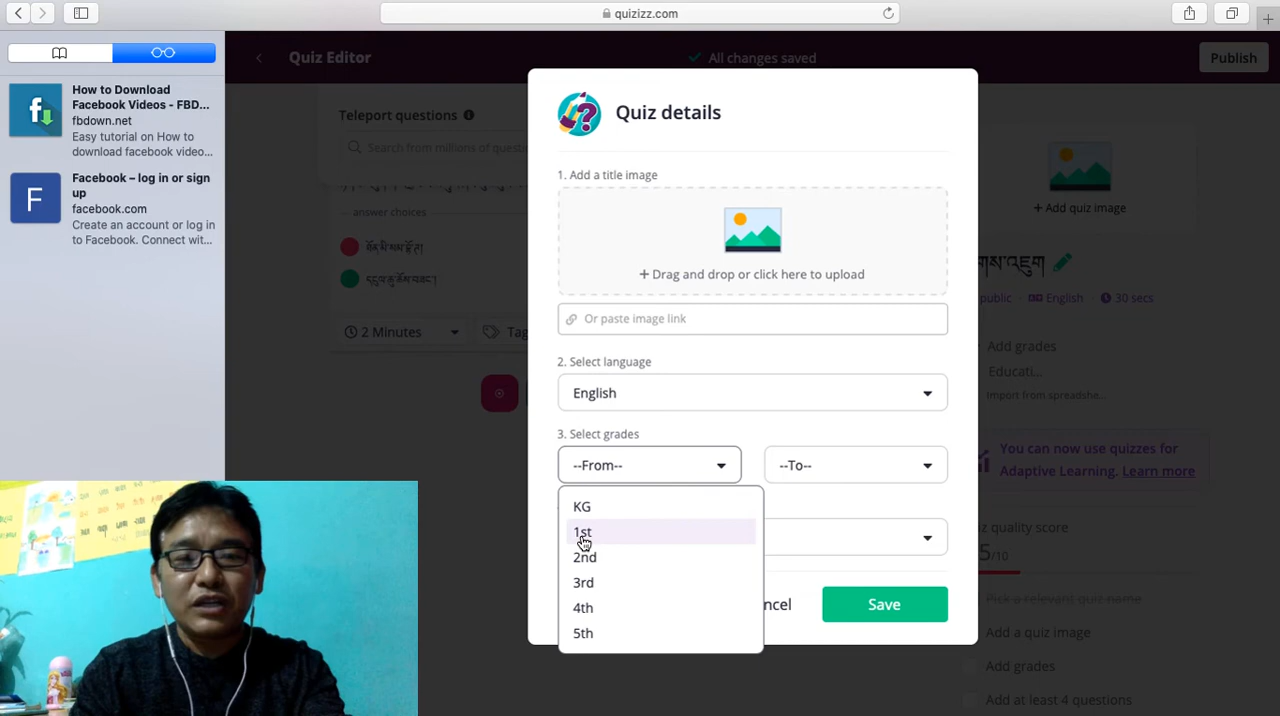 quizizz.com
How to Download
Facebook Videos - FBD...
fbdown.net
Easy tutorial on How to
download facebook video...
Facebook – log in or sign
up
facebook.com
Create an account or log in
to Facebook. Connect wit...
Quiz Editor
All changes saved
Publish
Teleport questions
Search from millions of questi
answer choices
2 Minutes
Tag
Quiz details
1. Add a title image
+ Drag and drop or click here to upload
Or paste image link
2. Select language
English
3. Select grades
--From--
--To--
KG
1st
2nd
3rd
4th
5th
ncel
Save
+ Add quiz image
public
English
30 secs
Add grades
Educati...
Import from spreadshe...
You can now use quizzes for
Adaptive Learning. Learn more
z quality score
5/10
Pick a relevant quiz name
Add a quiz image
Add grades
Add at least 4 questions